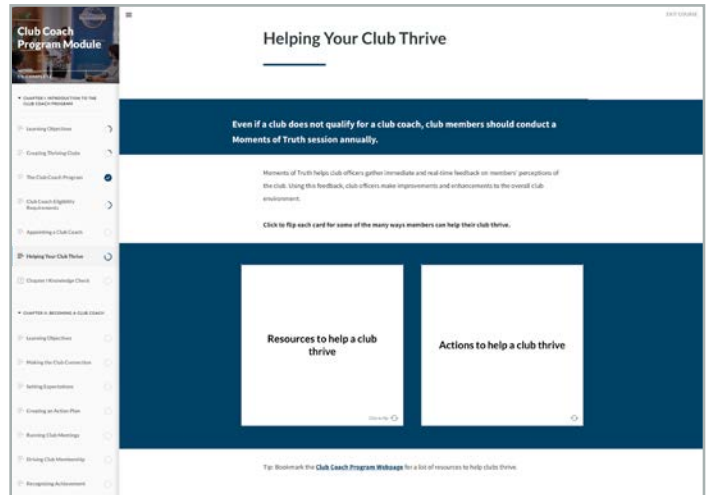 Club Coach
Program Module
EXIT COURSE
Helping Your Club Thrive
CHAPTER I: INTRODUCTION TO THE
CLUB COACH PROGRAM
Learning Objectives
Creating Thriving Clubs
The Club Coach Program
Club Coach Eligibility
Requirements
Appointing a Club Coach
Helping Your Club Thrive
Chapter I Knowledge Check
CHAPTER II: BECOMING A CLUB COACH
Learning Objectives
Making the Club Connection
Setting Expectations
Creating an Action Plan
Running Club Meetings
Driving Club Membership
Recognizing Achievement
Even if a club does not qualify for a club coach, club members should conduct a
Moments of Truth session annually.
Moments of Truth helps club officers gather immediate and real-time feedback on members' perceptions of
the club. Using this feedback, club officers make improvements and enhancements to the overall club
environment.
Click to flip each card for some of the many ways members can help their club thrive.
Resources to help a club
thrive
Click to flip
Actions to help a club thrive
Tip: Bookmark the Club Coach Program Webpage for a list of resources to help clubs thrive.